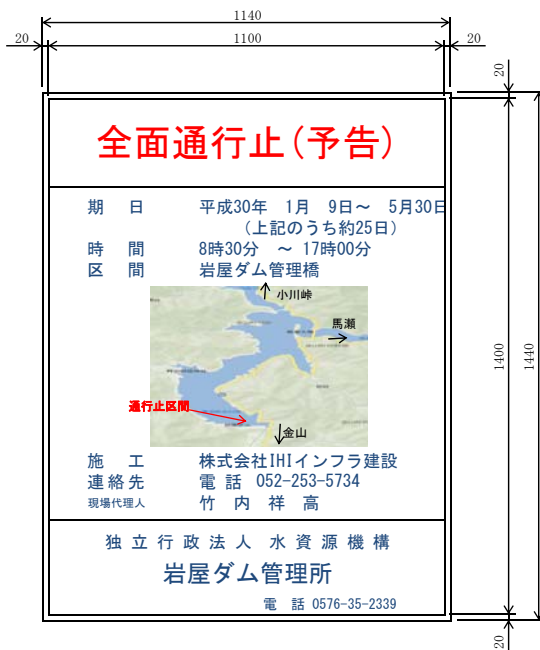 1140
20 1100 20
20
全面通行止(予告)
期 日 平成30年 1月 9日～ 5月30日
(上記のうち約25日)
時 間 8時30分 ～ 17時00分
区 間 岩屋ダム管理橋
小川峠
馬瀬
通行止区間
金山
1400
1440
施 工 株式会社IHIインフラ建設
連絡先 電 話 052-253-5734
現場代理人 竹 内 祥 高
独 立 行 政 法 人 水 資 源 機 構
岩屋ダム管理所
電 話 0576-35-2339
20